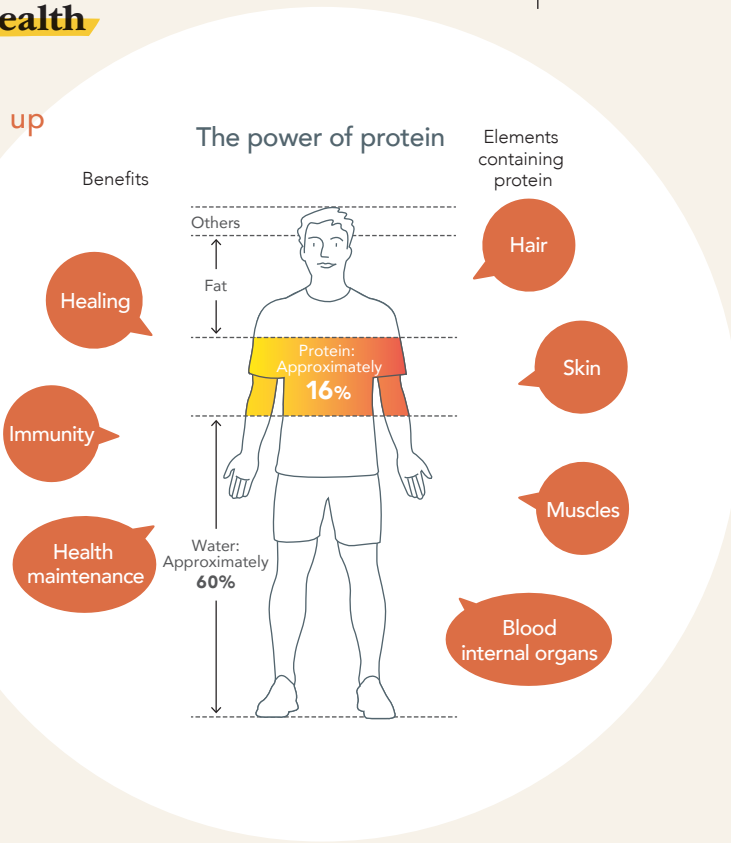 ealth
up
The power of protein
Benefits
Elements
containing
protein
Others
Fat
Protein:
Approximately
16%
Water:
Approximately
60%
Healing
Immunity
Health
maintenance
Hair
Skin
Muscles
Blood
internal organs